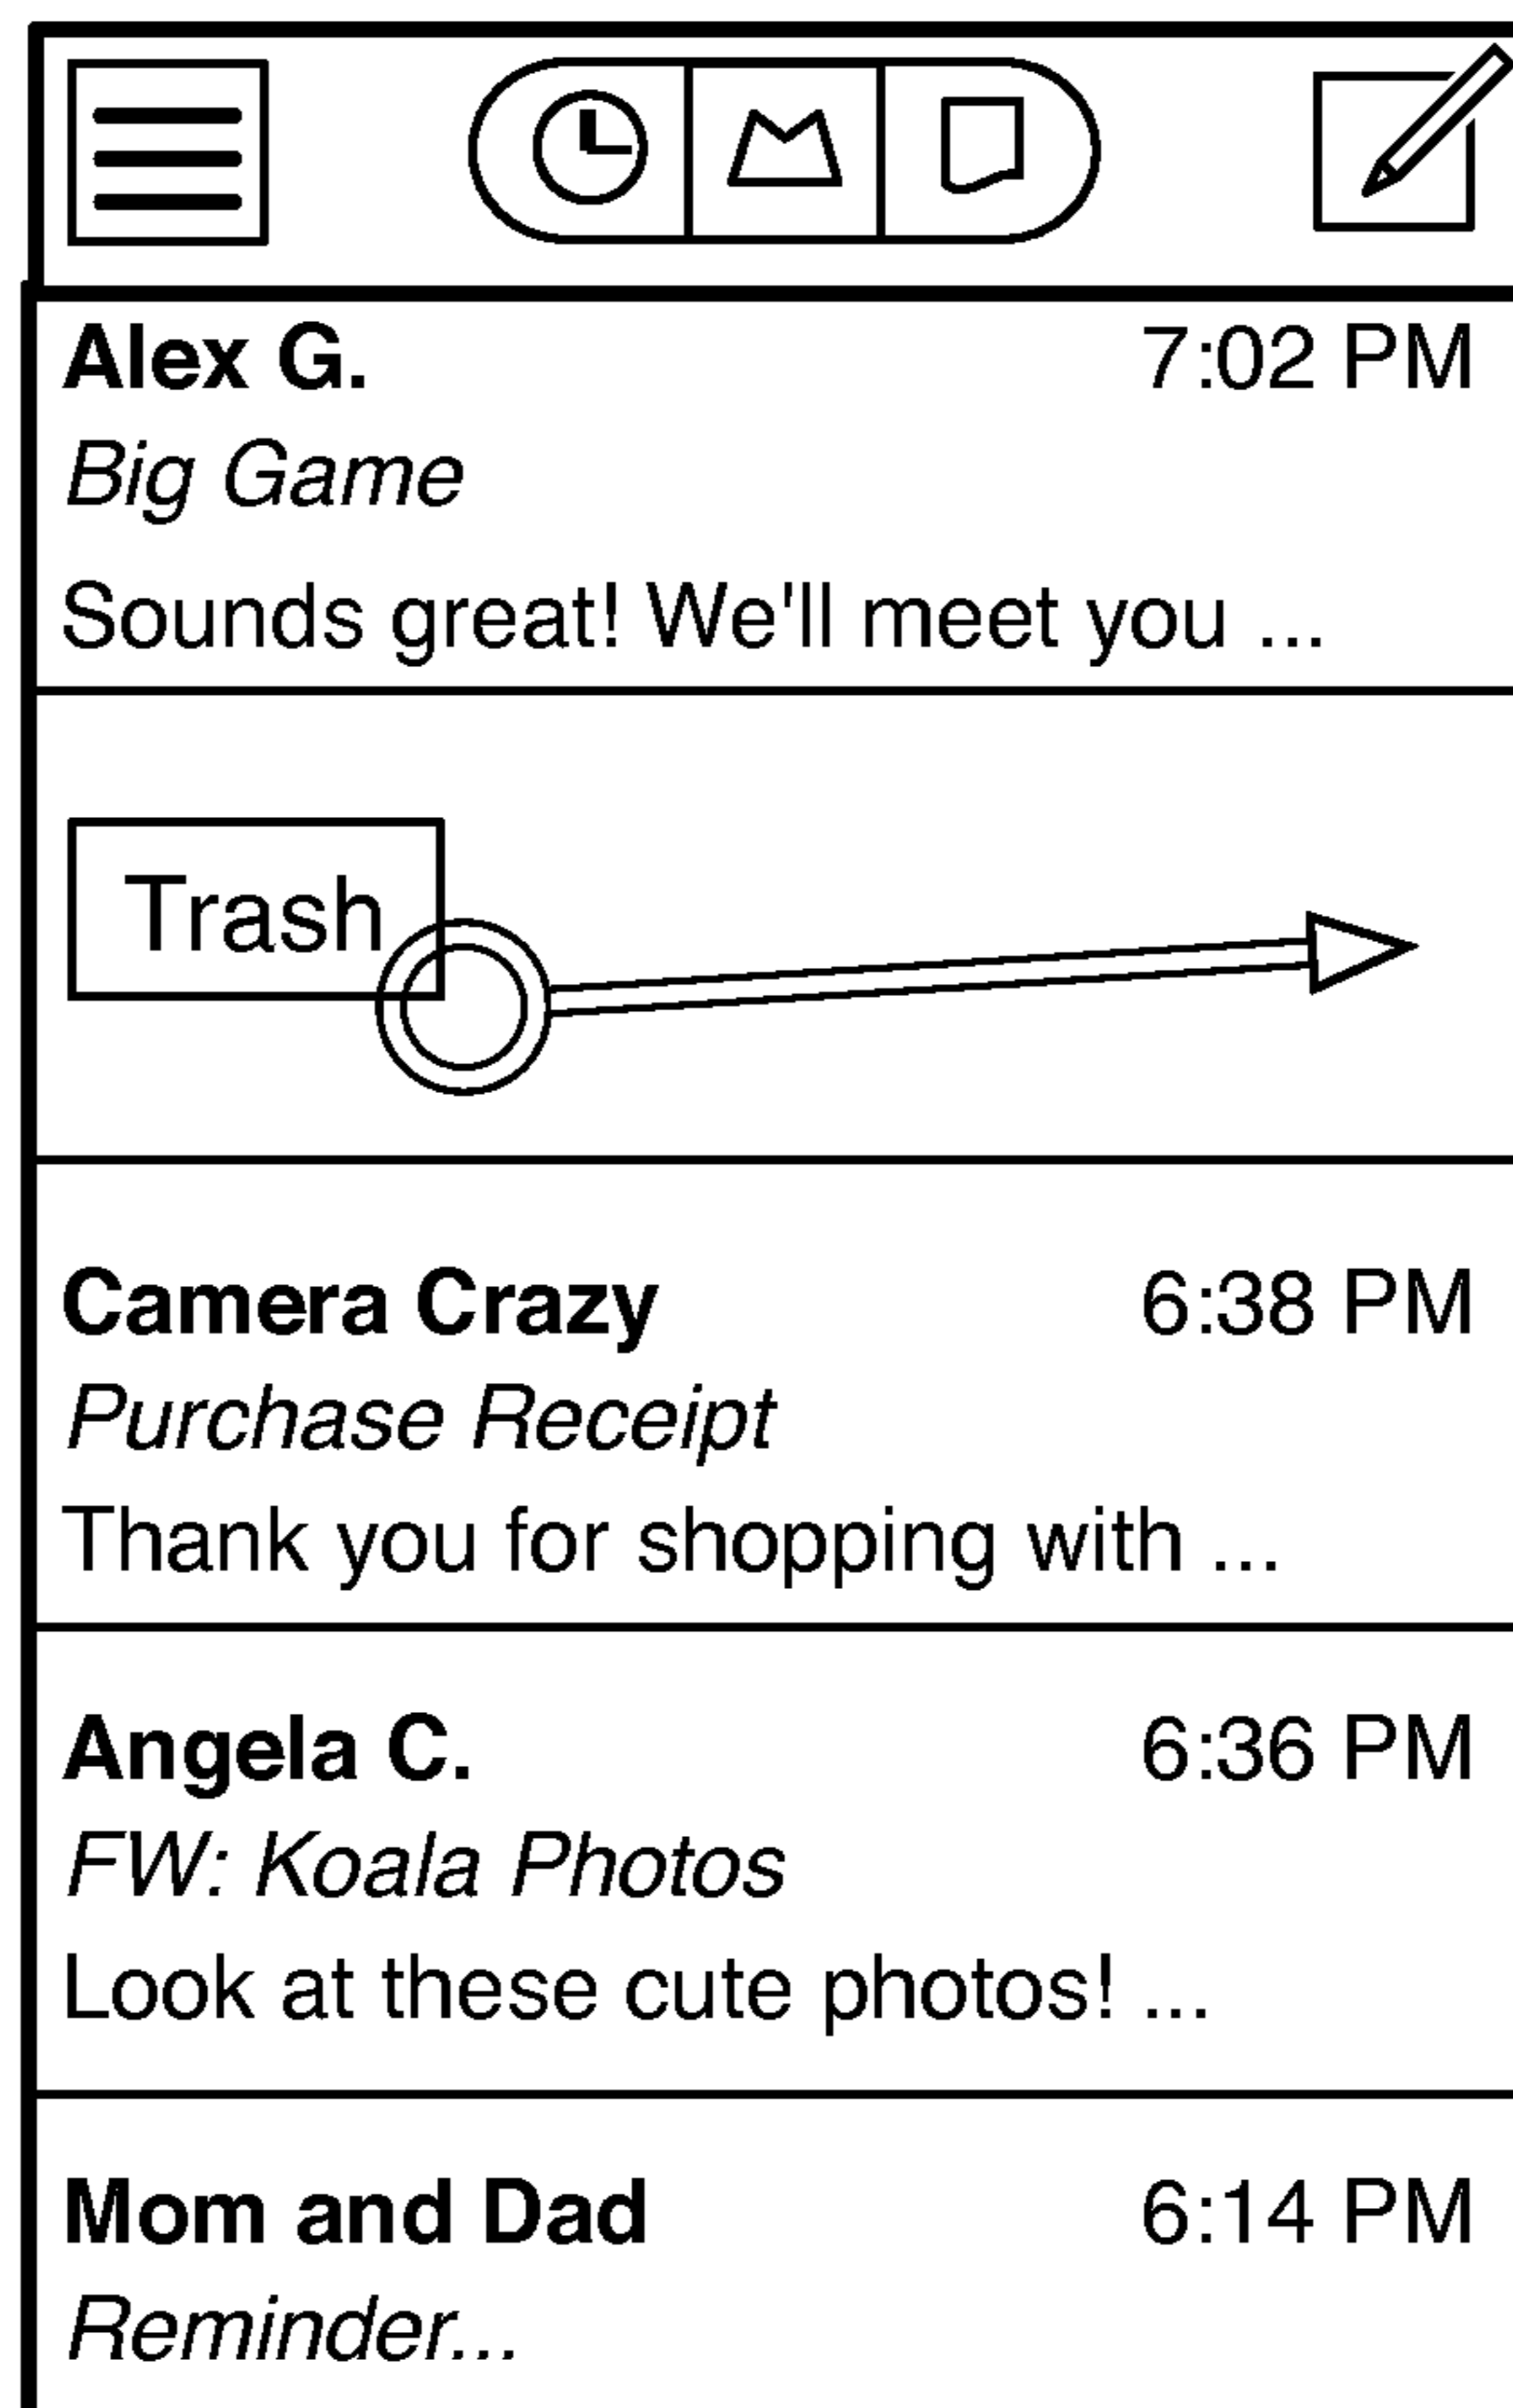 Alex G. 7:02 PM
Big Game
Sounds great! We'll meet you ...
Trash
Camera Crazy 6:38 PM
Purchase Receipt
Thank you for shopping with ...
Angela C. 6:36 PM
FW: Koala Photos
Look at these cute photos! ...
Mom and Dad 6:14 PM
Reminder...